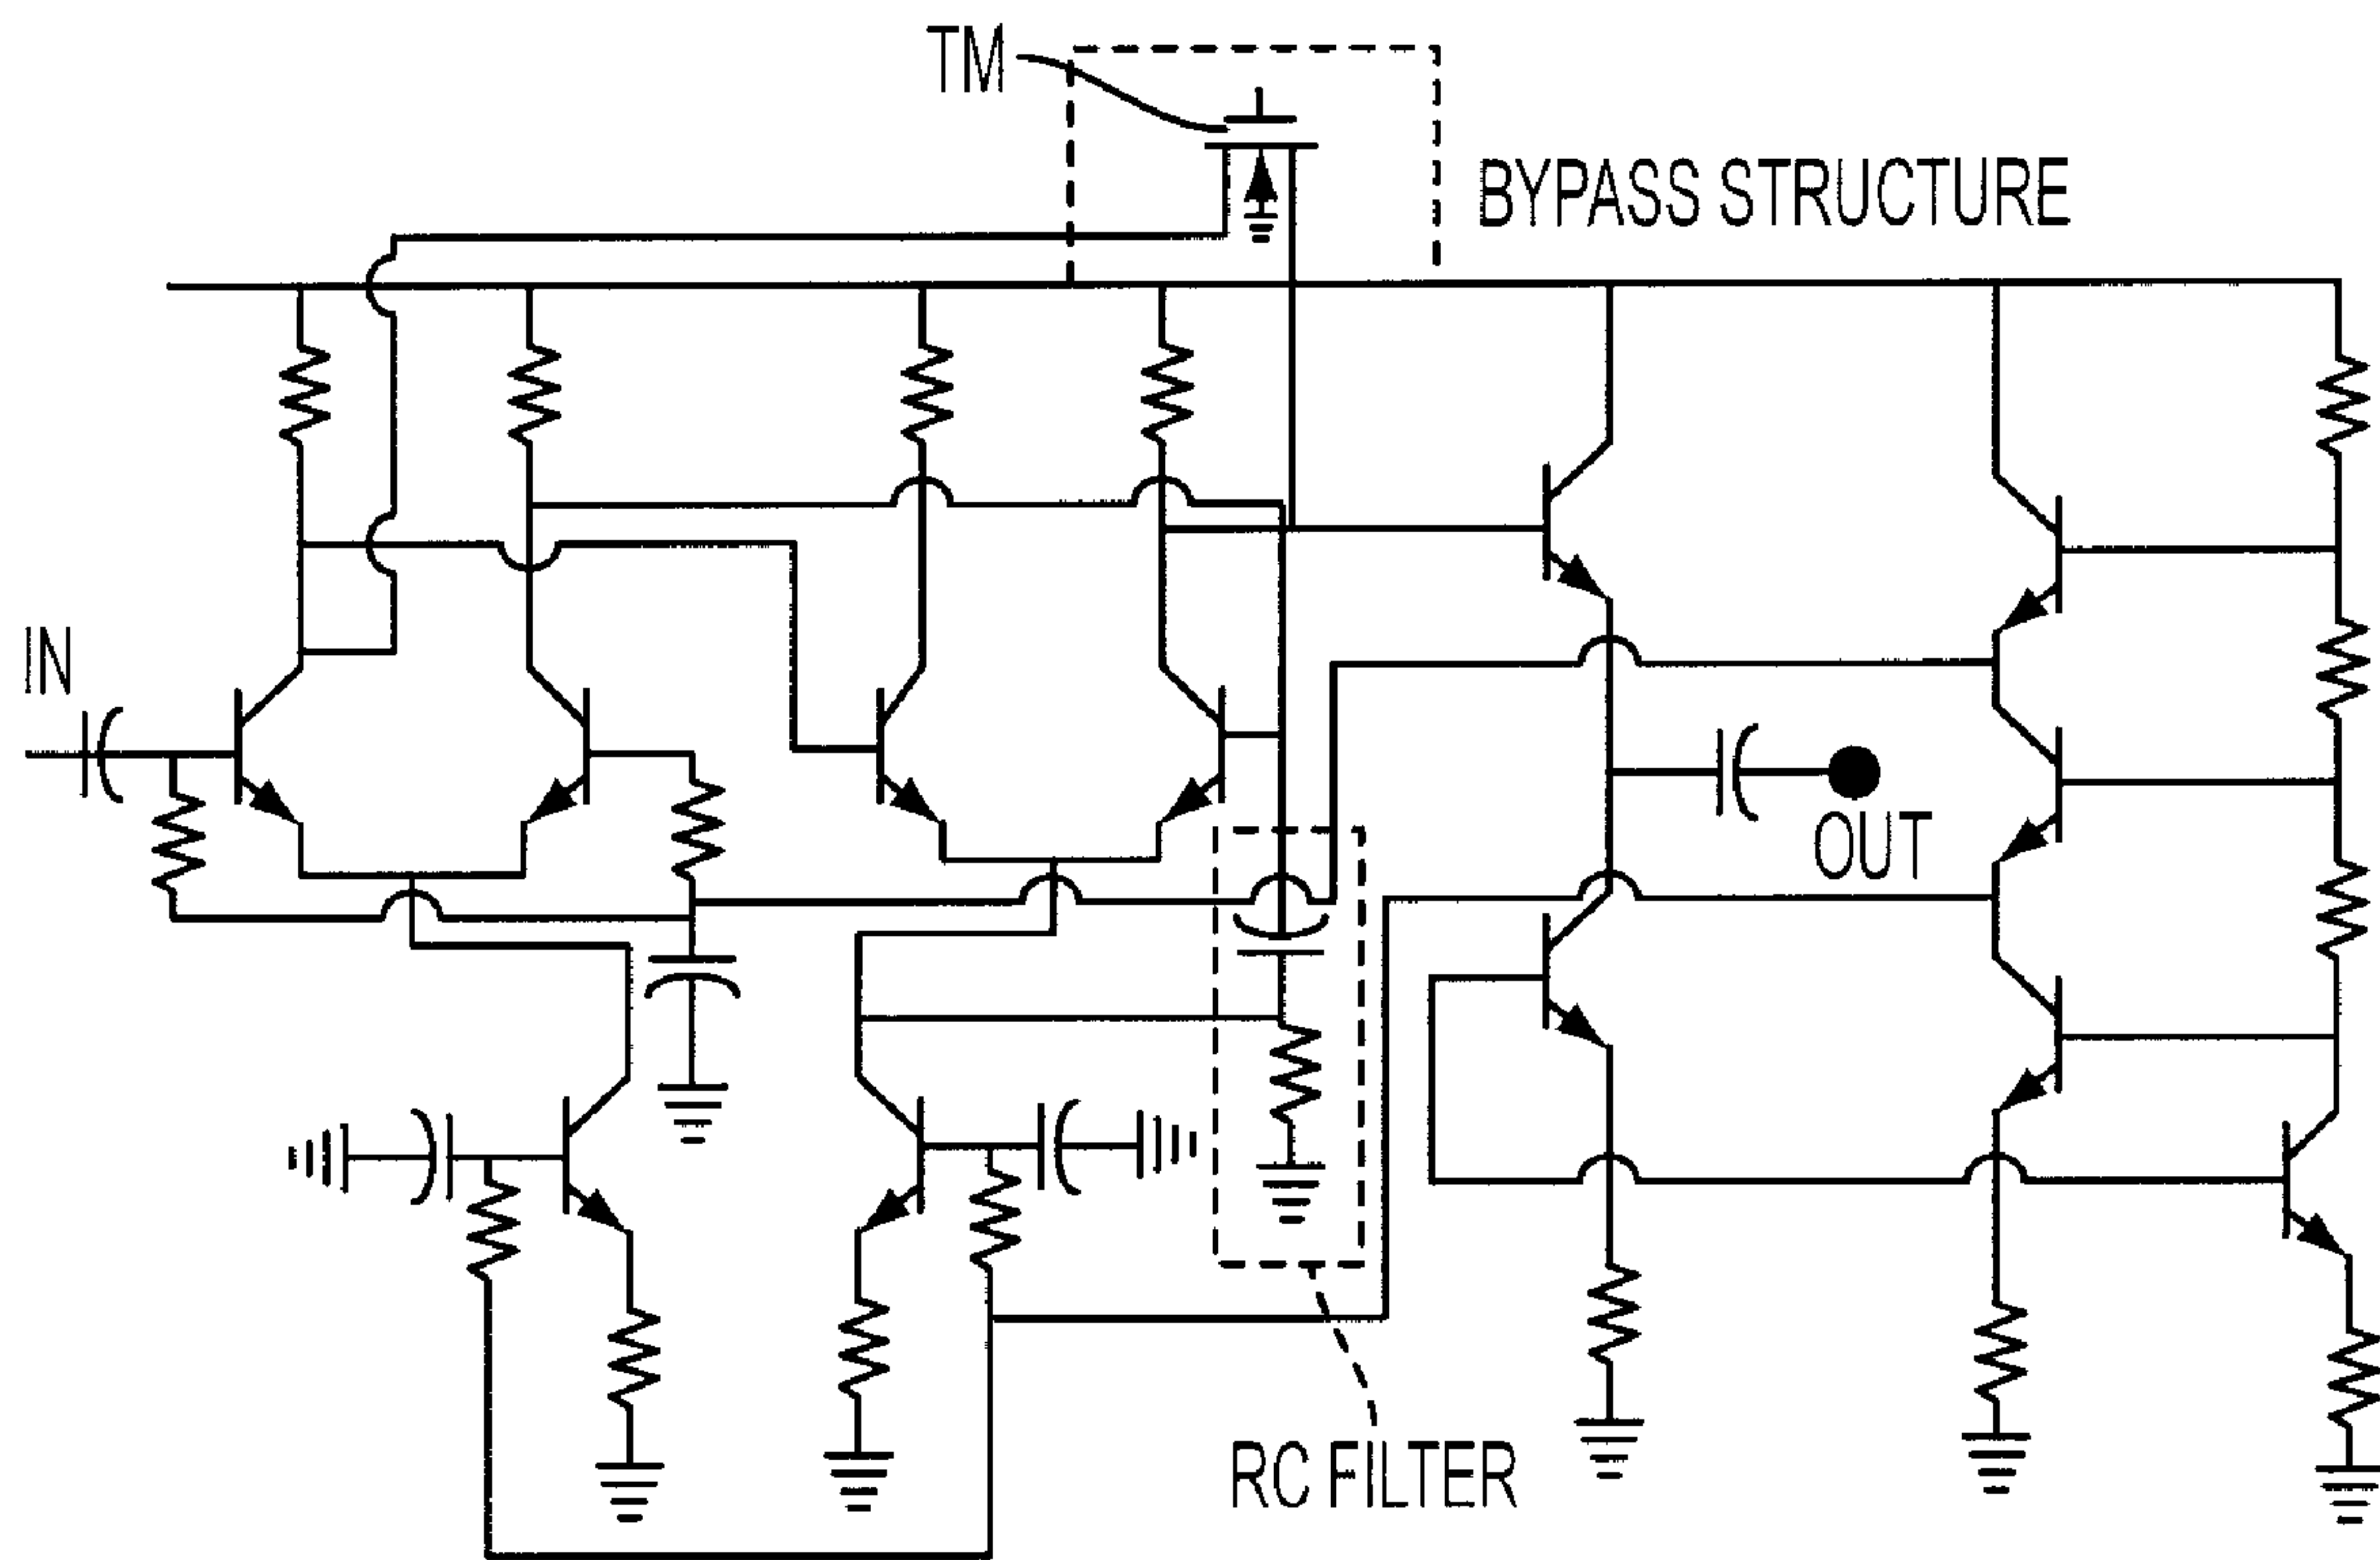 TM
BYPASS STRUCTURE
IN
OUT
RC FILTER